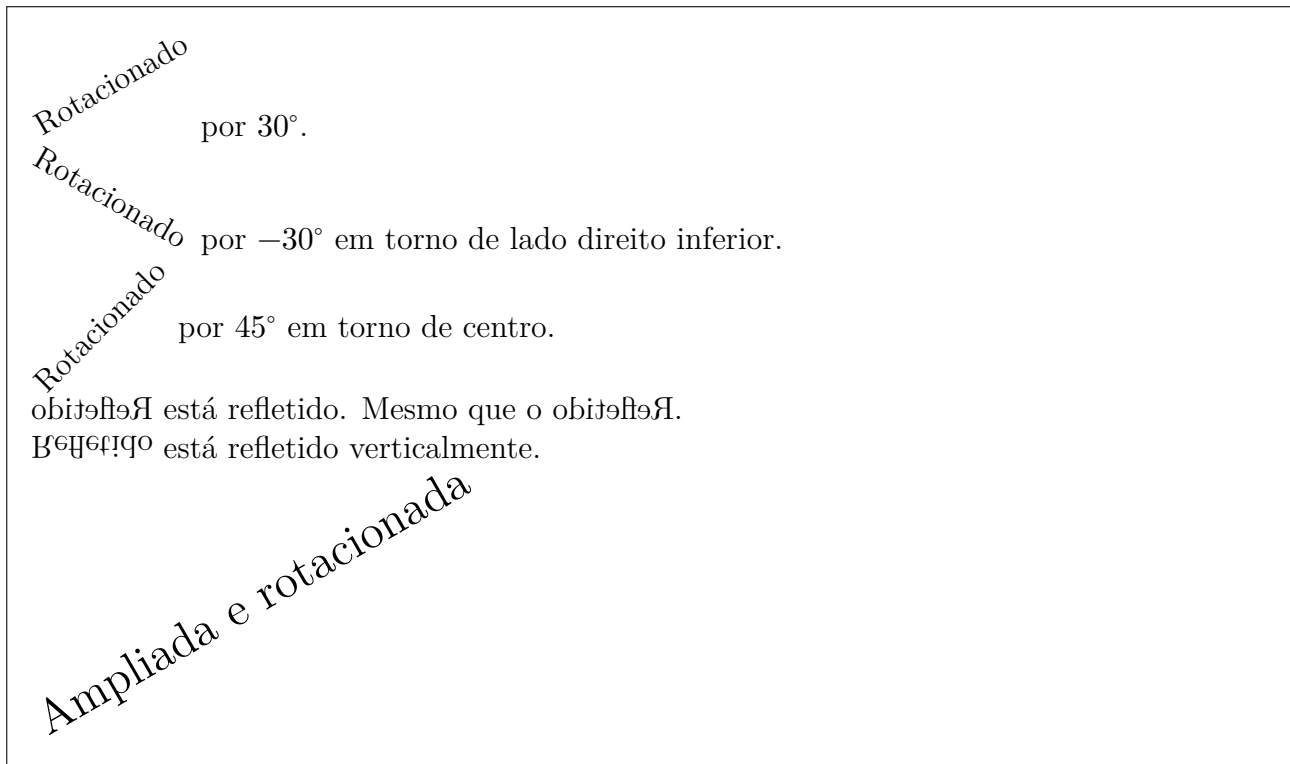 Rotacionado por 30°.
Rotacionado por −30° em torno de lado direito inferior.
Rotacionado por 45° em torno de centro.
Refletido está refletido. Mesmo que o Refletido.
Refletido está refletido verticalmente.
Ampliada e rotacionada